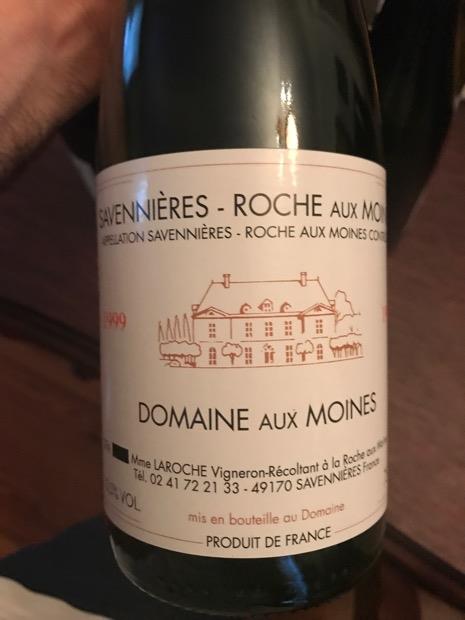 SAVENNIÈRES - ROCHE AUX MOIN
APPELLATION SAVENNIÈRES - ROCHE AUX MOINES CONT
1999
DOMAINE AUX MOINES
Mme LAROCHE Vigneron-Récoltant à la Roche aux
Tél. 02 41 72 21 33 - 49170 SAVENNIÈRES France
VOL.
mis en bouteille au Domaine
PRODUIT DE FRANCE